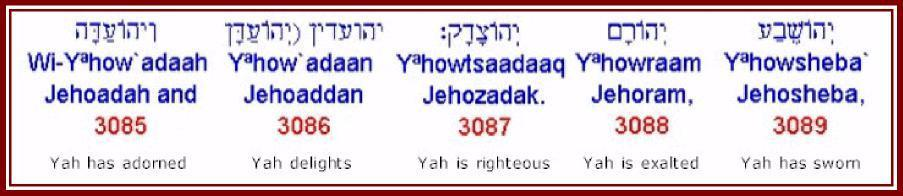 וִיהוֹעַדָּה יהועדין (יְהוֹעַדָּן יְהוֹצָדָק׃ יְהוֹרָם יְהוֹשֶׁבַע
Wi-Yªhow`adaah Yªhow`adaan Yªhowtsaadaaq Yªhowraam Yªhowsheba`
Jehoadah and Jehoaddan Jehozadak. Jehoram, Jehosheba,
3085 3086 3087 3088 3089
Yah has adorned Yah delights Yah is righteous Yah is exalted Yah has sworn